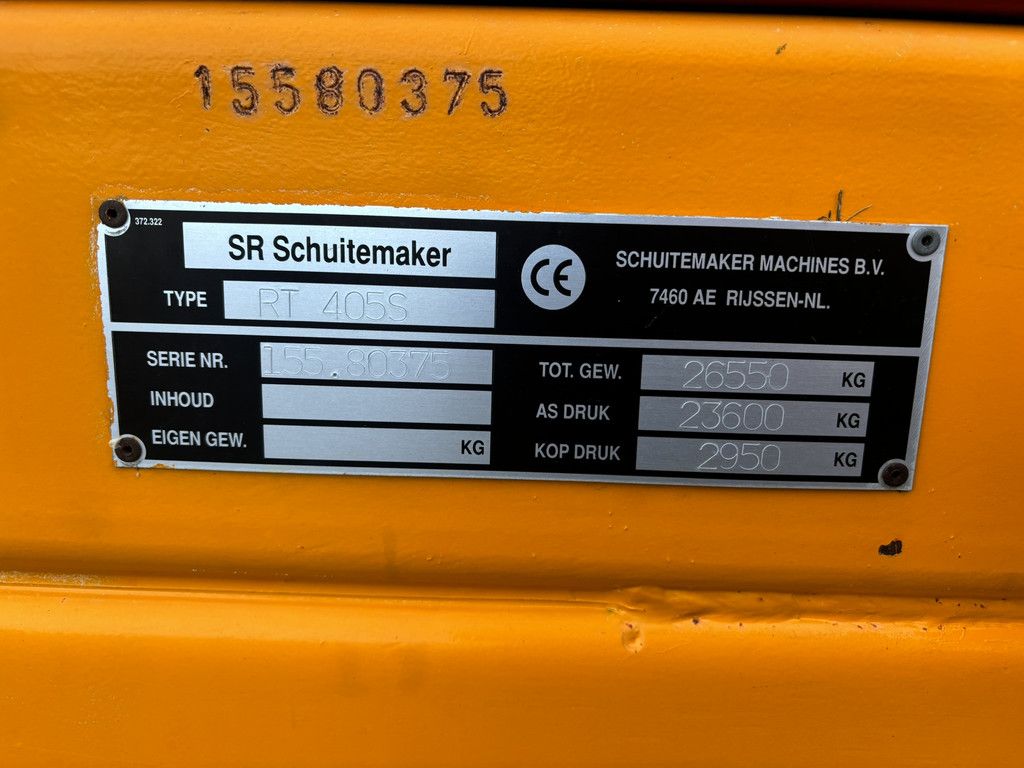 15580375
372.322
SR Schuitemaker
TYPE RT 405S
CE
SCHUITEMAKER MACHINES B.V.
7460 AE RIJSSEN-NL.
SERIE NR. 155.80375
INHOUD
EIGEN GEW. KG
TOT. GEW. 26550 KG
AS DRUK 23600 KG
KOP DRUK 2950 KG